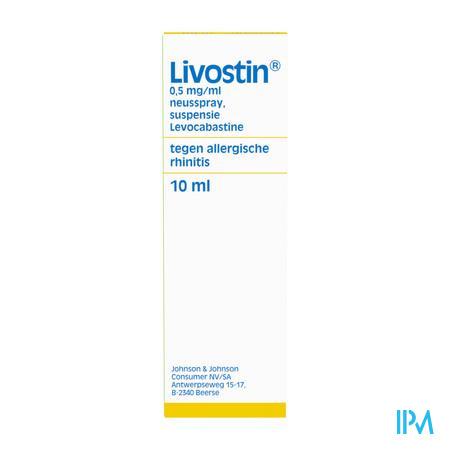 Livostin®
0,5 mg/ml
neusspray,
suspensie
Levocabastine
tegen allergische
rhinitis
10 ml
Johnson & Johnson
Consumer NV/SA
Antwerpseweg 15-17,
B-2340 Beerse
IPM